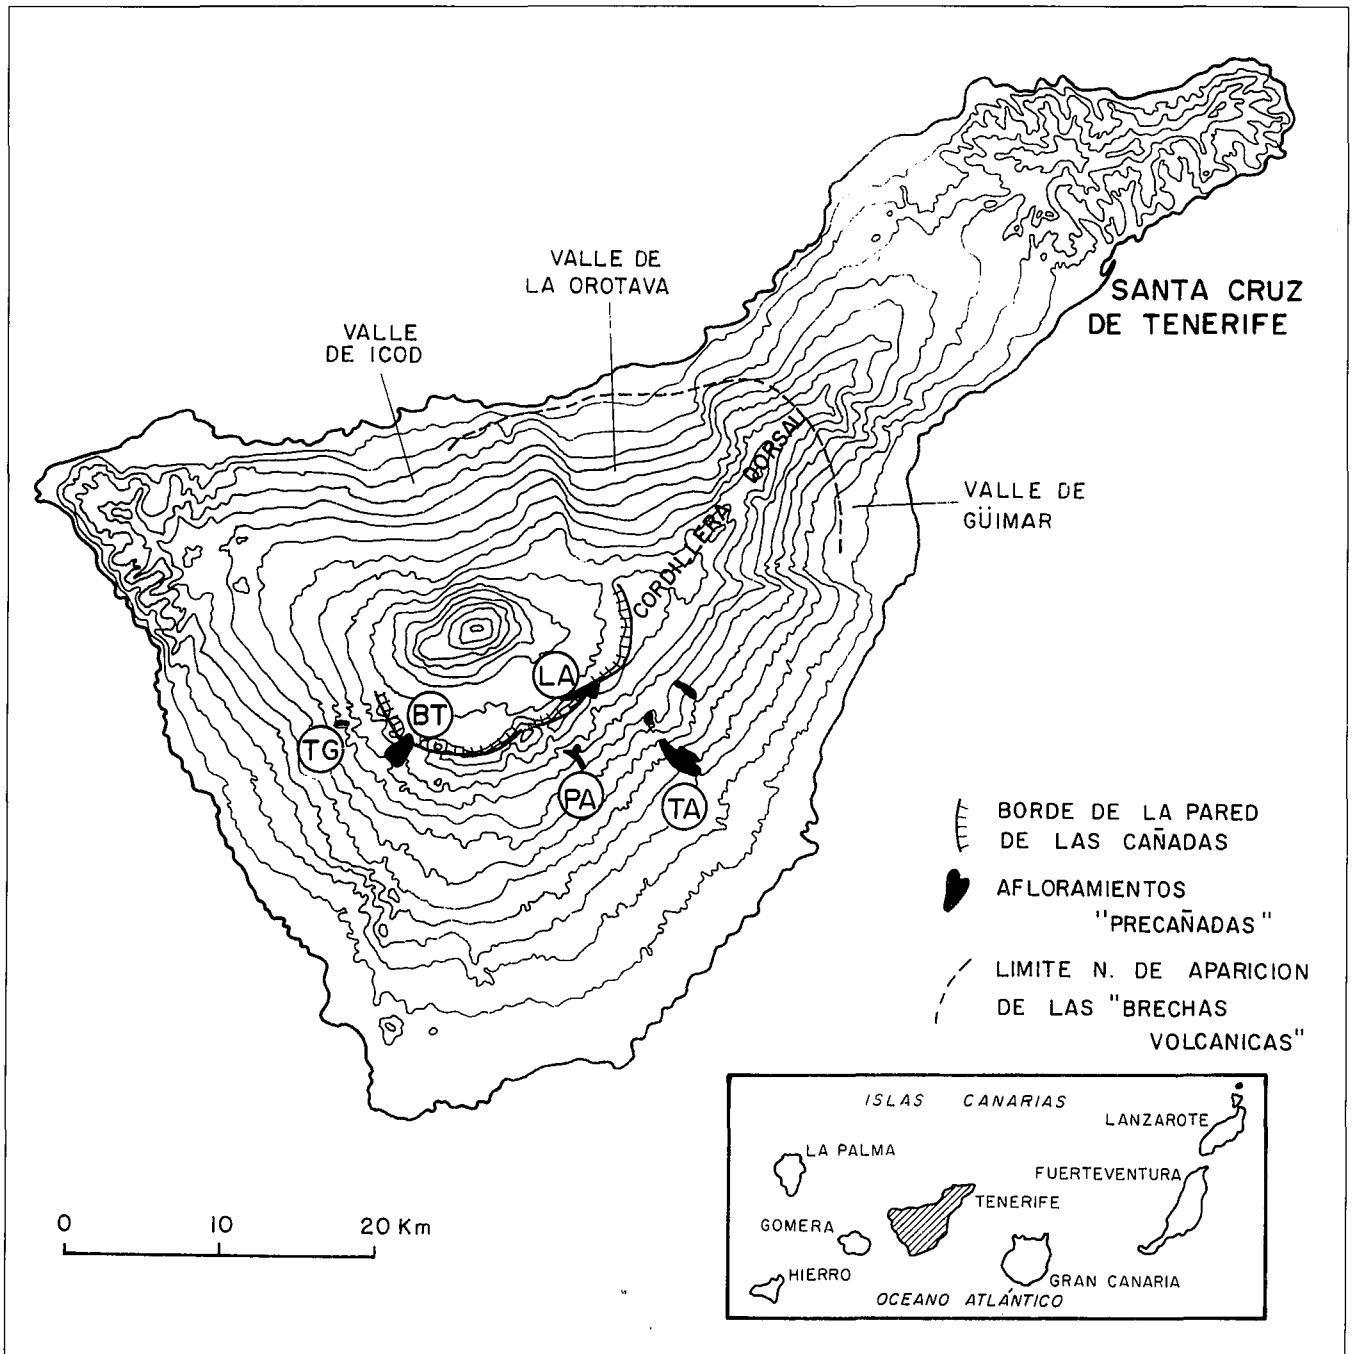 SANTA CRUZ
DE TENERIFE
VALLE DE
LA OROTAVA
VALLE
DE ICOD
CORDILLERA DORSAL
VALLE DE
GÜIMAR
LA
BT
TG
PA
TA
BORDE DE LA PARED
DE LAS CAÑADAS
AFLORAMIENTOS
"PRECAÑADAS"
LIMITE N. DE APARICION
DE LAS "BRECHAS
VOLCANICAS"
ISLAS CANARIAS
LANZAROTE
LA PALMA
FUERTEVENTURA
TENERIFE
GOMERA
HIERRO
GRAN CANARIA
OCEANO ATLÁNTICO
0 10 20 Km